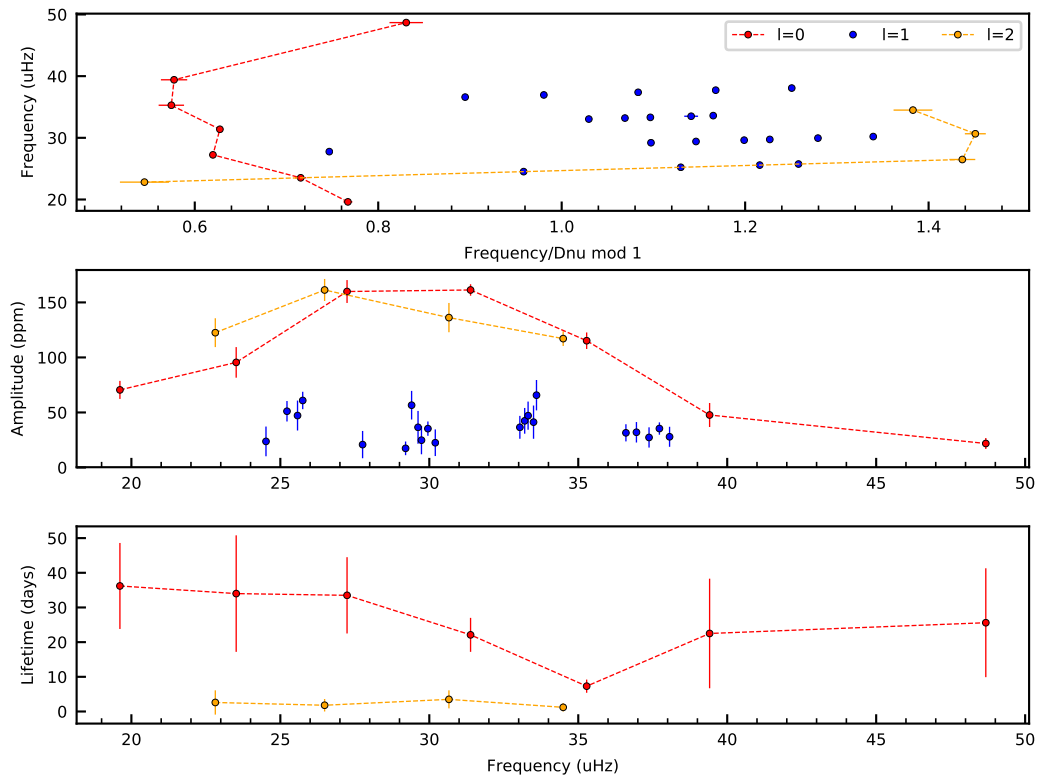 50
40
30
20
Frequency (uHz)
l=0 l=1 l=2
0.6 0.8 1.0 1.2 1.4
Frequency/Dnu mod 1
150
100
50
0
Amplitude (ppm)
20 25 30 35 40 45 50
50
40
30
20
10
0
Lifetime (days)
20 25 30 35 40 45 50
Frequency (uHz)